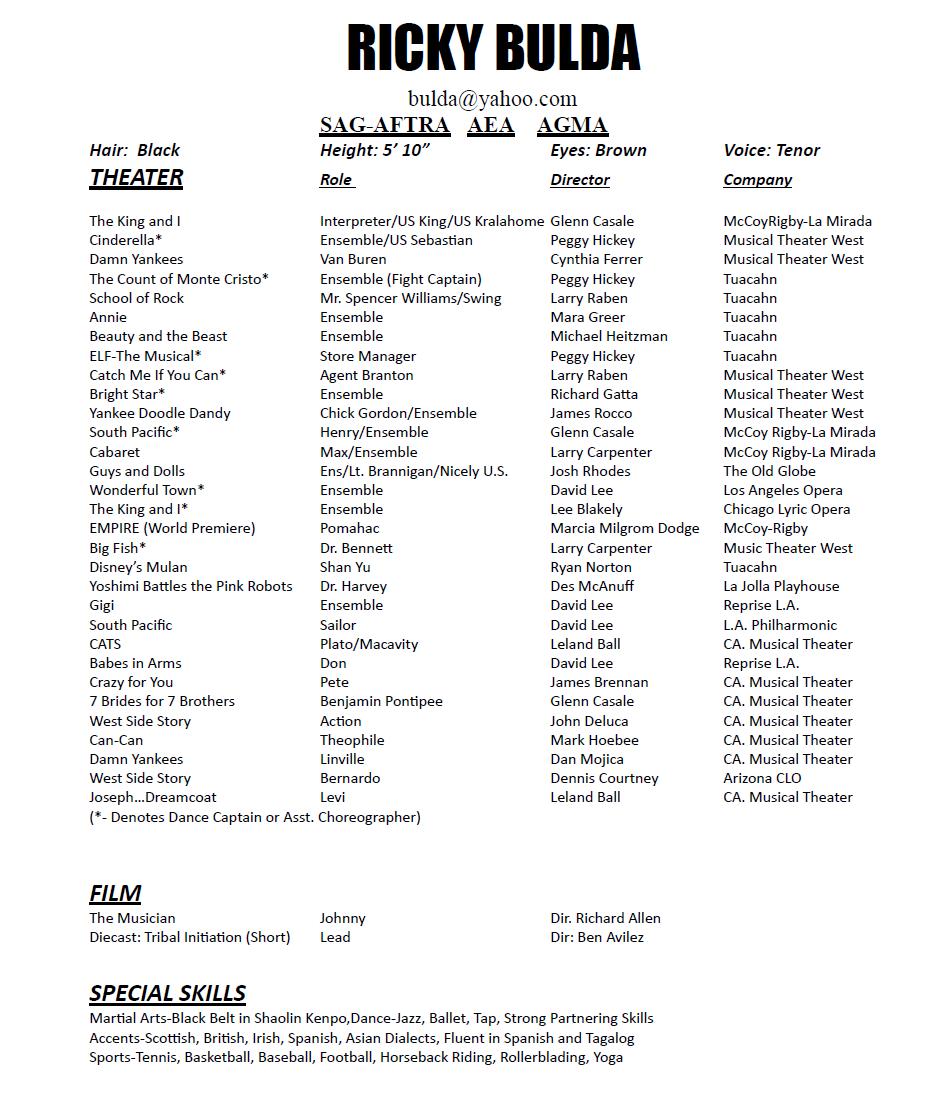 RICKY BULDA
bulda@yahoo.com
SAG-AFTRA AEA AGMA
Hair: Black Height: 5’ 10” Eyes: Brown Voice: Tenor
THEATER Role Director Company
The King and I Interpreter/US King/US Kralahome Glenn Casale McCoyRigby-La Mirada
Cinderella* Ensemble/US Sebastian Peggy Hickey Musical Theater West
Damn Yankees Van Buren Cynthia Ferrer Musical Theater West
The Count of Monte Cristo* Ensemble (Fight Captain) Peggy Hickey Tuacahn
School of Rock Mr. Spencer Williams/Swing Larry Raben Tuacahn
Annie Ensemble Mara Greer Tuacahn
Beauty and the Beast Ensemble Michael Heitzman Tuacahn
ELF-The Musical* Store Manager Peggy Hickey Tuacahn
Catch Me If You Can* Agent Branton Larry Raben Musical Theater West
Bright Star* Ensemble Richard Gatta Musical Theater West
Yankee Doodle Dandy Chick Gordon/Ensemble James Rocco Musical Theater West
South Pacific* Henry/Ensemble Glenn Casale McCoy Rigby-La Mirada
Cabaret Max/Ensemble Larry Carpenter McCoy Rigby-La Mirada
Guys and Dolls Ens/Lt. Brannigan/Nicely U.S. Josh Rhodes The Old Globe
Wonderful Town* Ensemble David Lee Los Angeles Opera
The King and I* Ensemble Lee Blakely Chicago Lyric Opera
EMPIRE (World Premiere) Pomahac Marcia Milgrom Dodge McCoy-Rigby
Big Fish* Dr. Bennett Larry Carpenter Music Theater West
Disney’s Mulan Shan Yu Ryan Norton Tuacahn
Yoshimi Battles the Pink Robots Dr. Harvey Des McAnuff La Jolla Playhouse
Gigi Ensemble David Lee Reprise L.A.
South Pacific Sailor David Lee L.A. Philharmonic
CATS Plato/Macavity Leland Ball CA. Musical Theater
Babes in Arms Don David Lee Reprise L.A.
Crazy for You Pete James Brennan CA. Musical Theater
7 Brides for 7 Brothers Benjamin Pontipee Glenn Casale CA. Musical Theater
West Side Story Action John Deluca CA. Musical Theater
Can-Can Theophile Mark Hoebee CA. Musical Theater
Damn Yankees Linville Dan Mojica CA. Musical Theater
West Side Story Bernardo Dennis Courtney Arizona CLO
Joseph…Dreamcoat Levi Leland Ball CA. Musical Theater
(*- Denotes Dance Captain or Asst. Choreographer)
FILM
The Musician Johnny Dir. Richard Allen
Diecast: Tribal Initiation (Short) Lead Dir: Ben Avilez
SPECIAL SKILLS
Martial Arts-Black Belt in Shaolin Kenpo,Dance-Jazz, Ballet, Tap, Strong Partnering Skills
Accents-Scottish, British, Irish, Spanish, Asian Dialects, Fluent in Spanish and Tagalog
Sports-Tennis, Basketball, Baseball, Football, Horseback Riding, Rollerblading, Yoga